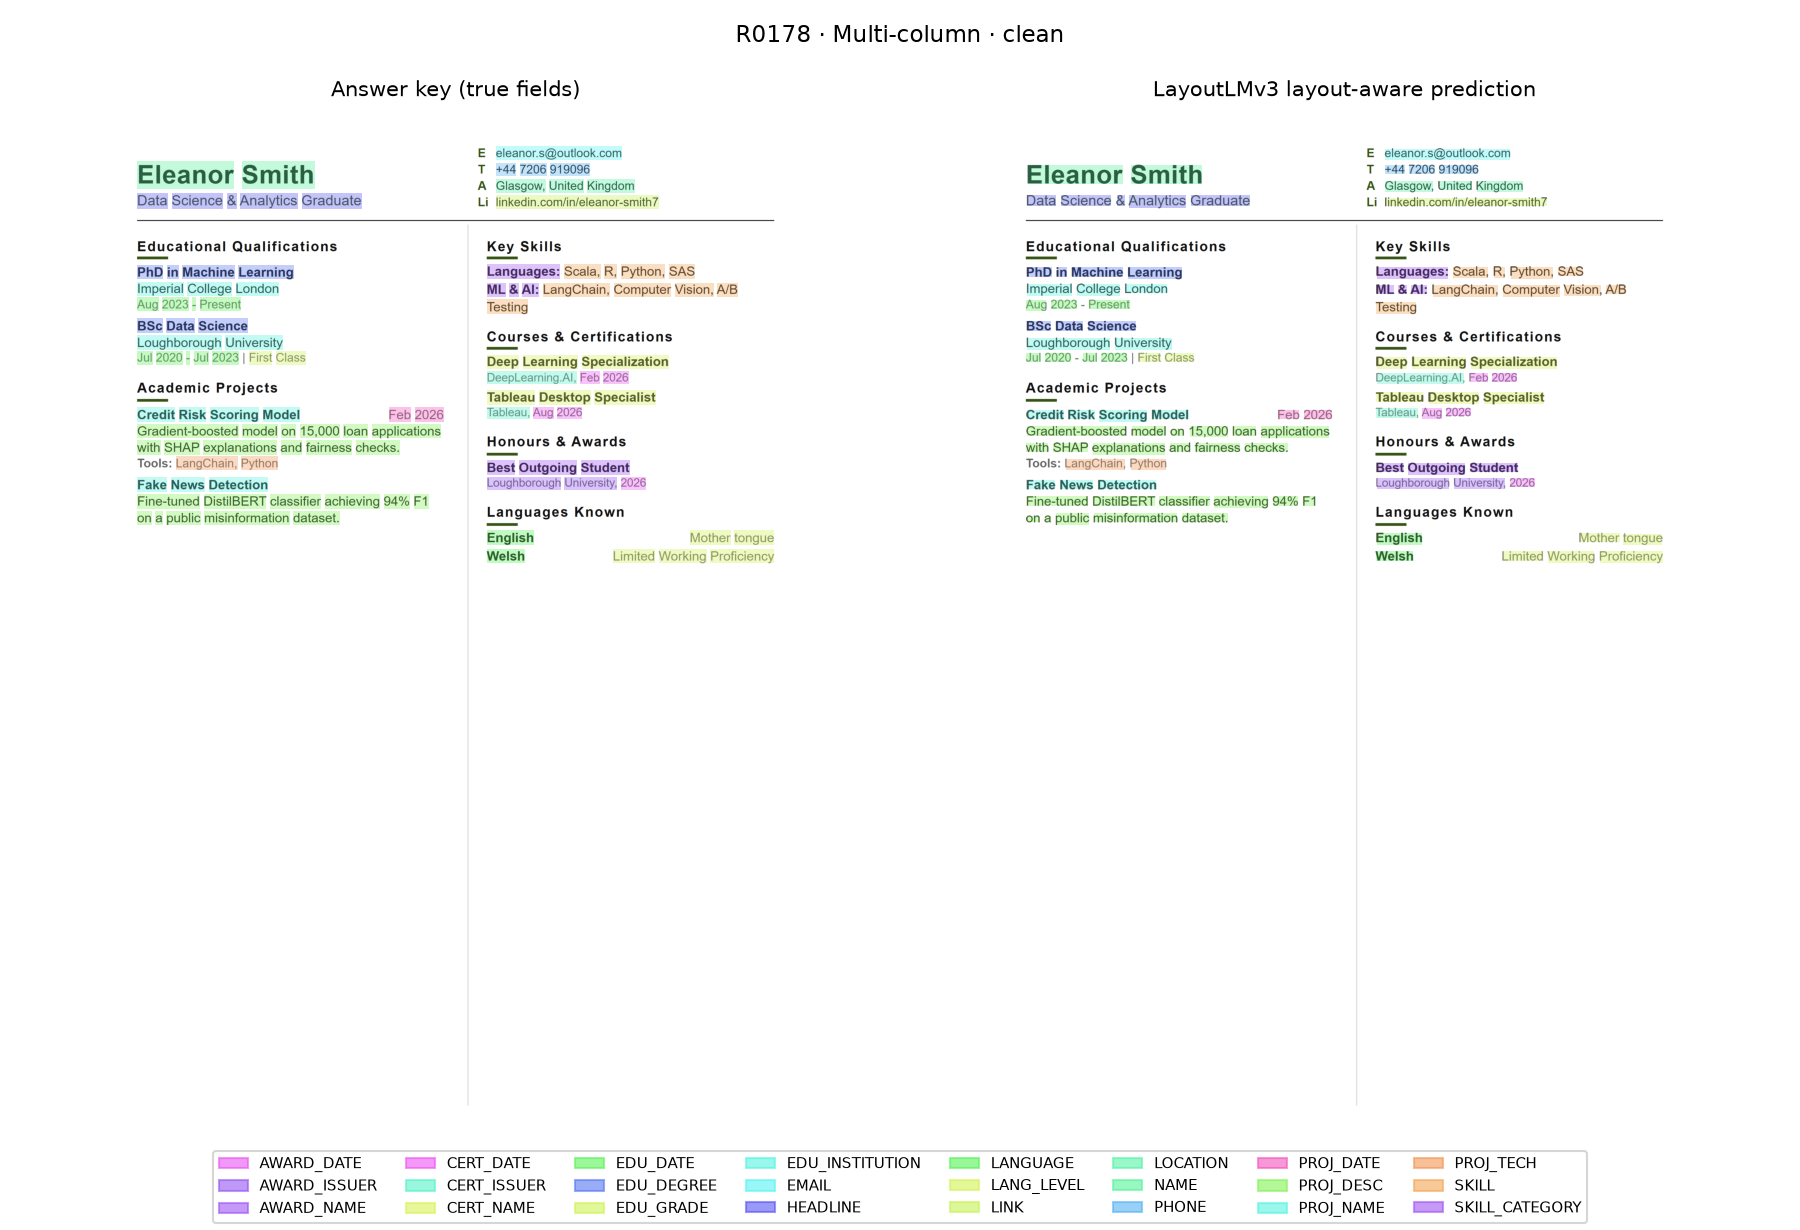 R0178 · Multi-column · clean
Answer key (true fields)
Eleanor Smith
Data Science & Analytics Graduate
E eleanor.s@outlook.com
T +44 7206 919096
A Glasgow, United Kingdom
Li linkedin.com/in/eleanor-smith7
Educational Qualifications
PhD in Machine Learning
Imperial College London
Aug 2023 - Present
BSc Data Science
Loughborough University
Jul 2020 - Jul 2023 | First Class
Academic Projects
Credit Risk Scoring Model Feb 2026
Gradient-boosted model on 15,000 loan applications
with SHAP explanations and fairness checks.
Tools: LangChain, Python
Fake News Detection
Fine-tuned DistilBERT classifier achieving 94% F1
on a public misinformation dataset.
Key Skills
Languages: Scala, R, Python, SAS
ML & AI: LangChain, Computer Vision, A/B
Testing
Courses & Certifications
Deep Learning Specialization
DeepLearning.AI, Feb 2026
Tableau Desktop Specialist
Tableau, Aug 2026
Honours & Awards
Best Outgoing Student
Loughborough University, 2026
Languages Known
English Mother tongue
Welsh Limited Working Proficiency
LayoutLMv3 layout-aware prediction
Eleanor Smith
Data Science & Analytics Graduate
E eleanor.s@outlook.com
T +44 7206 919096
A Glasgow, United Kingdom
Li linkedin.com/in/eleanor-smith7
Educational Qualifications
PhD in Machine Learning
Imperial College London
Aug 2023 - Present
BSc Data Science
Loughborough University
Jul 2020 - Jul 2023 | First Class
Academic Projects
Credit Risk Scoring Model Feb 2026
Gradient-boosted model on 15,000 loan applications
with SHAP explanations and fairness checks.
Tools: LangChain, Python
Fake News Detection
Fine-tuned DistilBERT classifier achieving 94% F1
on a public misinformation dataset.
Key Skills
Languages: Scala, R, Python, SAS
ML & AI: LangChain, Computer Vision, A/B
Testing
Courses & Certifications
Deep Learning Specialization
DeepLearning.AI, Feb 2026
Tableau Desktop Specialist
Tableau, Aug 2026
Honours & Awards
Best Outgoing Student
Loughborough University, 2026
Languages Known
English Mother tongue
Welsh Limited Working Proficiency
AWARD_DATE CERT_DATE EDU_DATE EDU_INSTITUTION LANGUAGE LOCATION PROJ_DATE PROJ_TECH
AWARD_ISSUER CERT_ISSUER EDU_DEGREE EMAIL LANG_LEVEL NAME PROJ_DESC SKILL
AWARD_NAME CERT_NAME EDU_GRADE HEADLINE LINK PHONE PROJ_NAME SKILL_CATEGORY